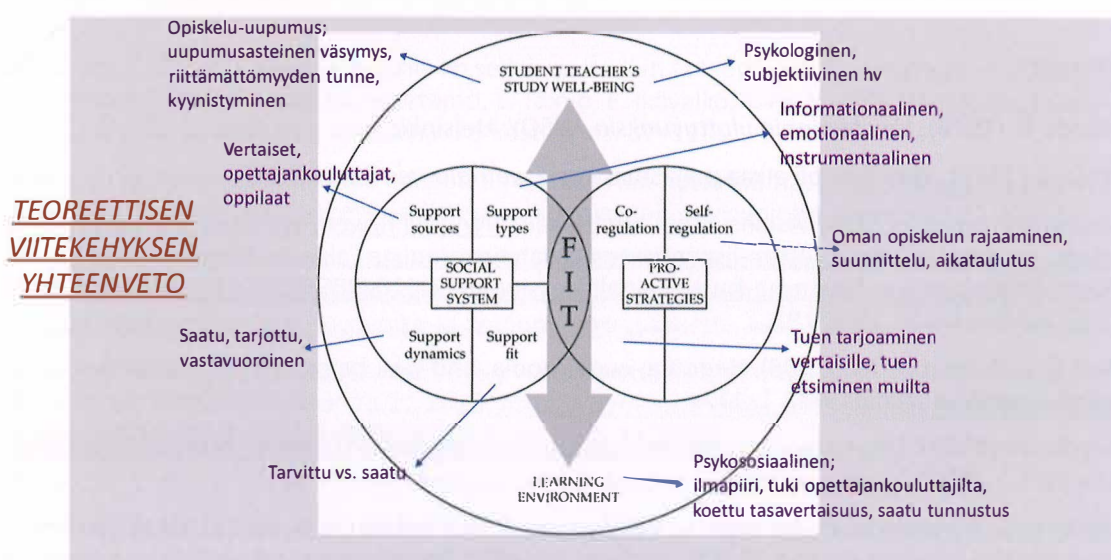 Opiskelu-uupumus;
uupumusasteinen väsymys,
riittämättömyyden tunne,
kyynistyminen
STUDENT TEACHER'S
STUDY WELL-BEING
Psykologinen,
subjektiivinen hv
Informationaalinen,
emotionaalinen,
instrumentaalinen
Vertaiset,
opettajankouluttajat,
oppilaat
TEOREETTISEN
VIITEKEHYKSEN
YHTEENVETO
Support
sources
Support
types
Co-
regulation
Self-
regulation
SOCIAL
SUPPORT
SYSTEM
F
I
T
PRO-
ACTIVE
STRATEGIES
Oman opiskelun rajaaminen,
suunnittelu, aikataulutus
Saatu, tarjottu,
vastavuoroinen
Support
dynamics
Support
fit
Tuen tarjoaminen
vertaisille, tuen
etsiminen muilta
Tarvittu vs. saatu
LEARNING
ENVIRONMENT
Psykososiaalinen;
ilmapiiri, tuki opettajankouluttajilta,
koettu tasavertaisuus, saatu tunnustus